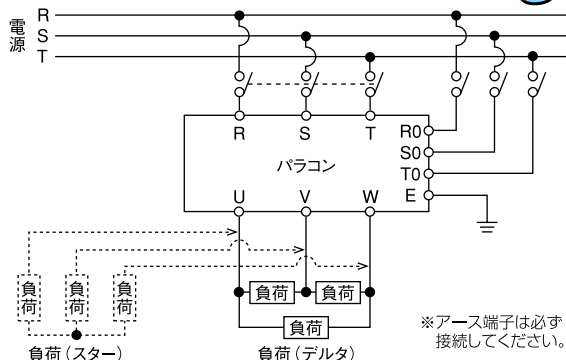 電源
R
S
T
R
S
T
R0
S0
T0
E
パラコン
U
V
W
負荷
負荷
負荷
負荷
負荷
負荷
負荷（スター）
負荷（デルタ）
※アース端子は必ず
接続してください。